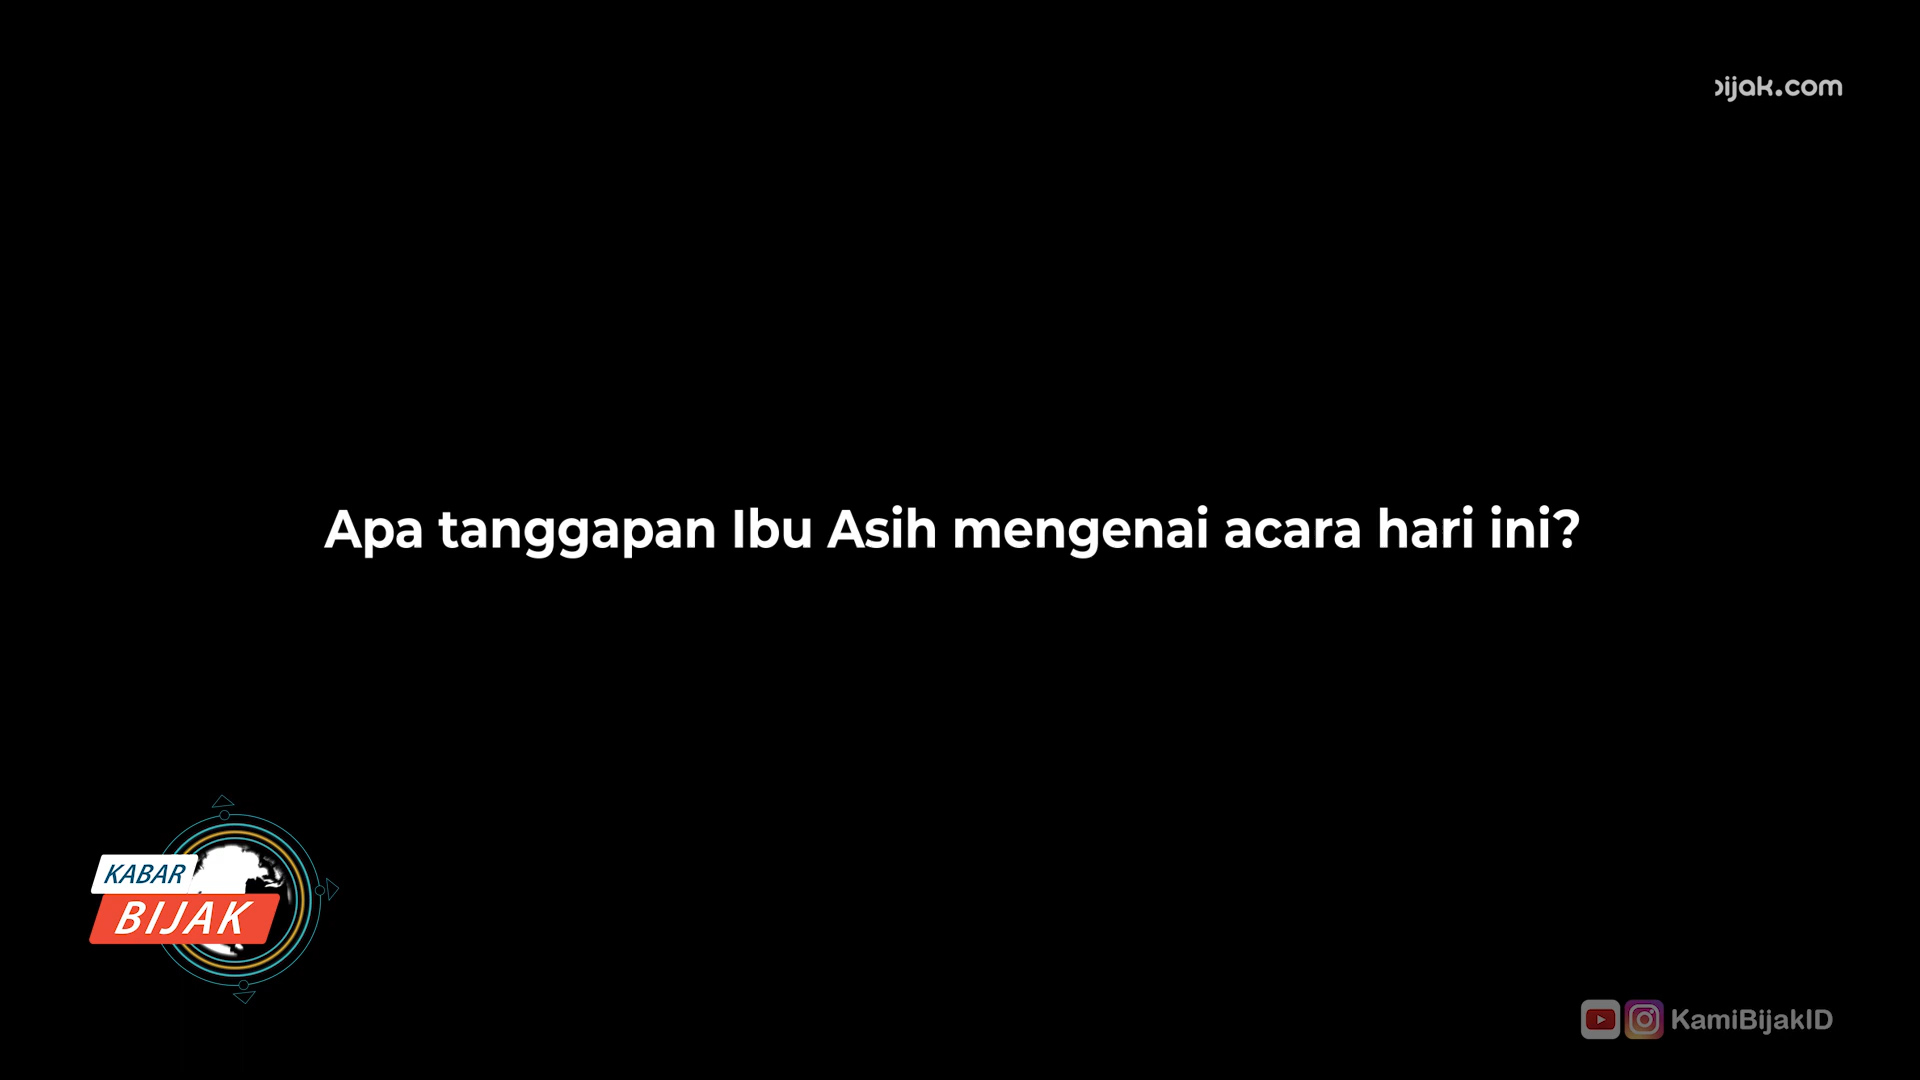 ijak.com
Apa tanggapan Ibu Asih mengenai acara hari ini?
KABAR
BIJAK
KamiBijakID